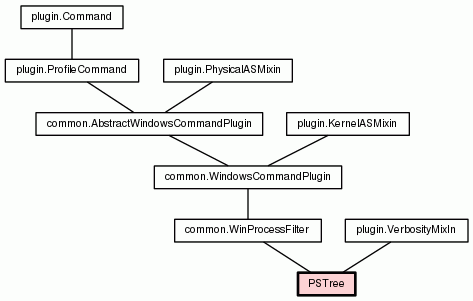 plugin.Command
plugin.ProfileCommand
plugin.PhysicalASMixin
common.AbstractWindowsCommandPlugin
plugin.KernelASMixin
common.WindowsCommandPlugin
common.WinProcessFilter
plugin.VerbosityMixIn
PSTree